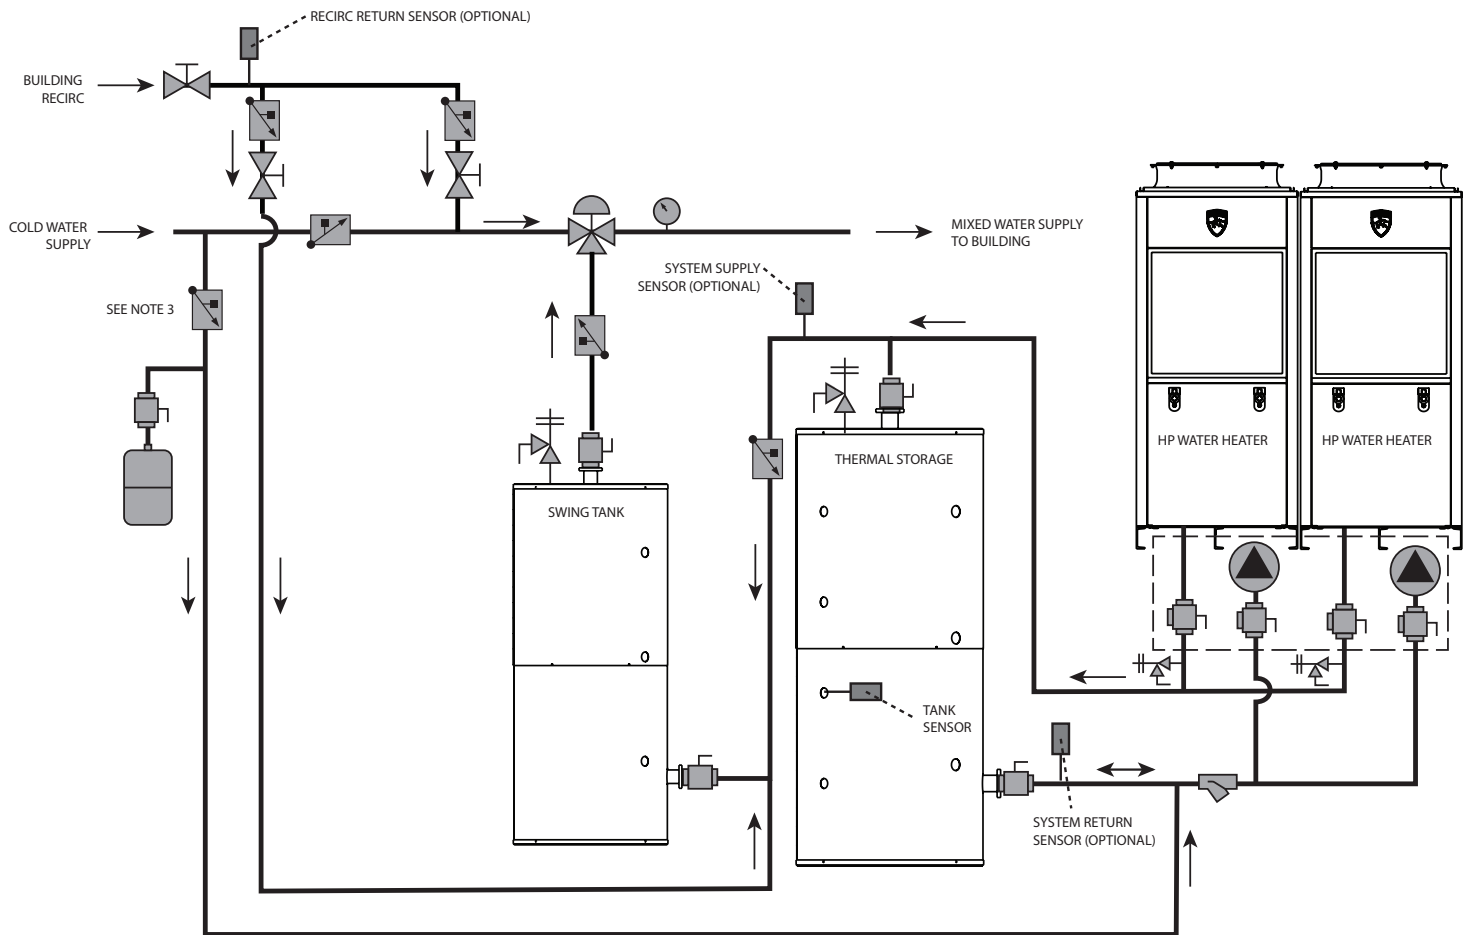 RECIRC RETURN SENSOR (OPTIONAL)
BUILDING
RECIRC
COLD WATER
SUPPLY
MIXED WATER SUPPLY
TO BUILDING
SYSTEM SUPPLY
SENSOR (OPTIONAL)
SEE NOTE 3
HP WATER HEATER
HP WATER HEATER
THERMAL STORAGE
SWING TANK
TANK
SENSOR
SYSTEM RETURN
SENSOR (OPTIONAL)